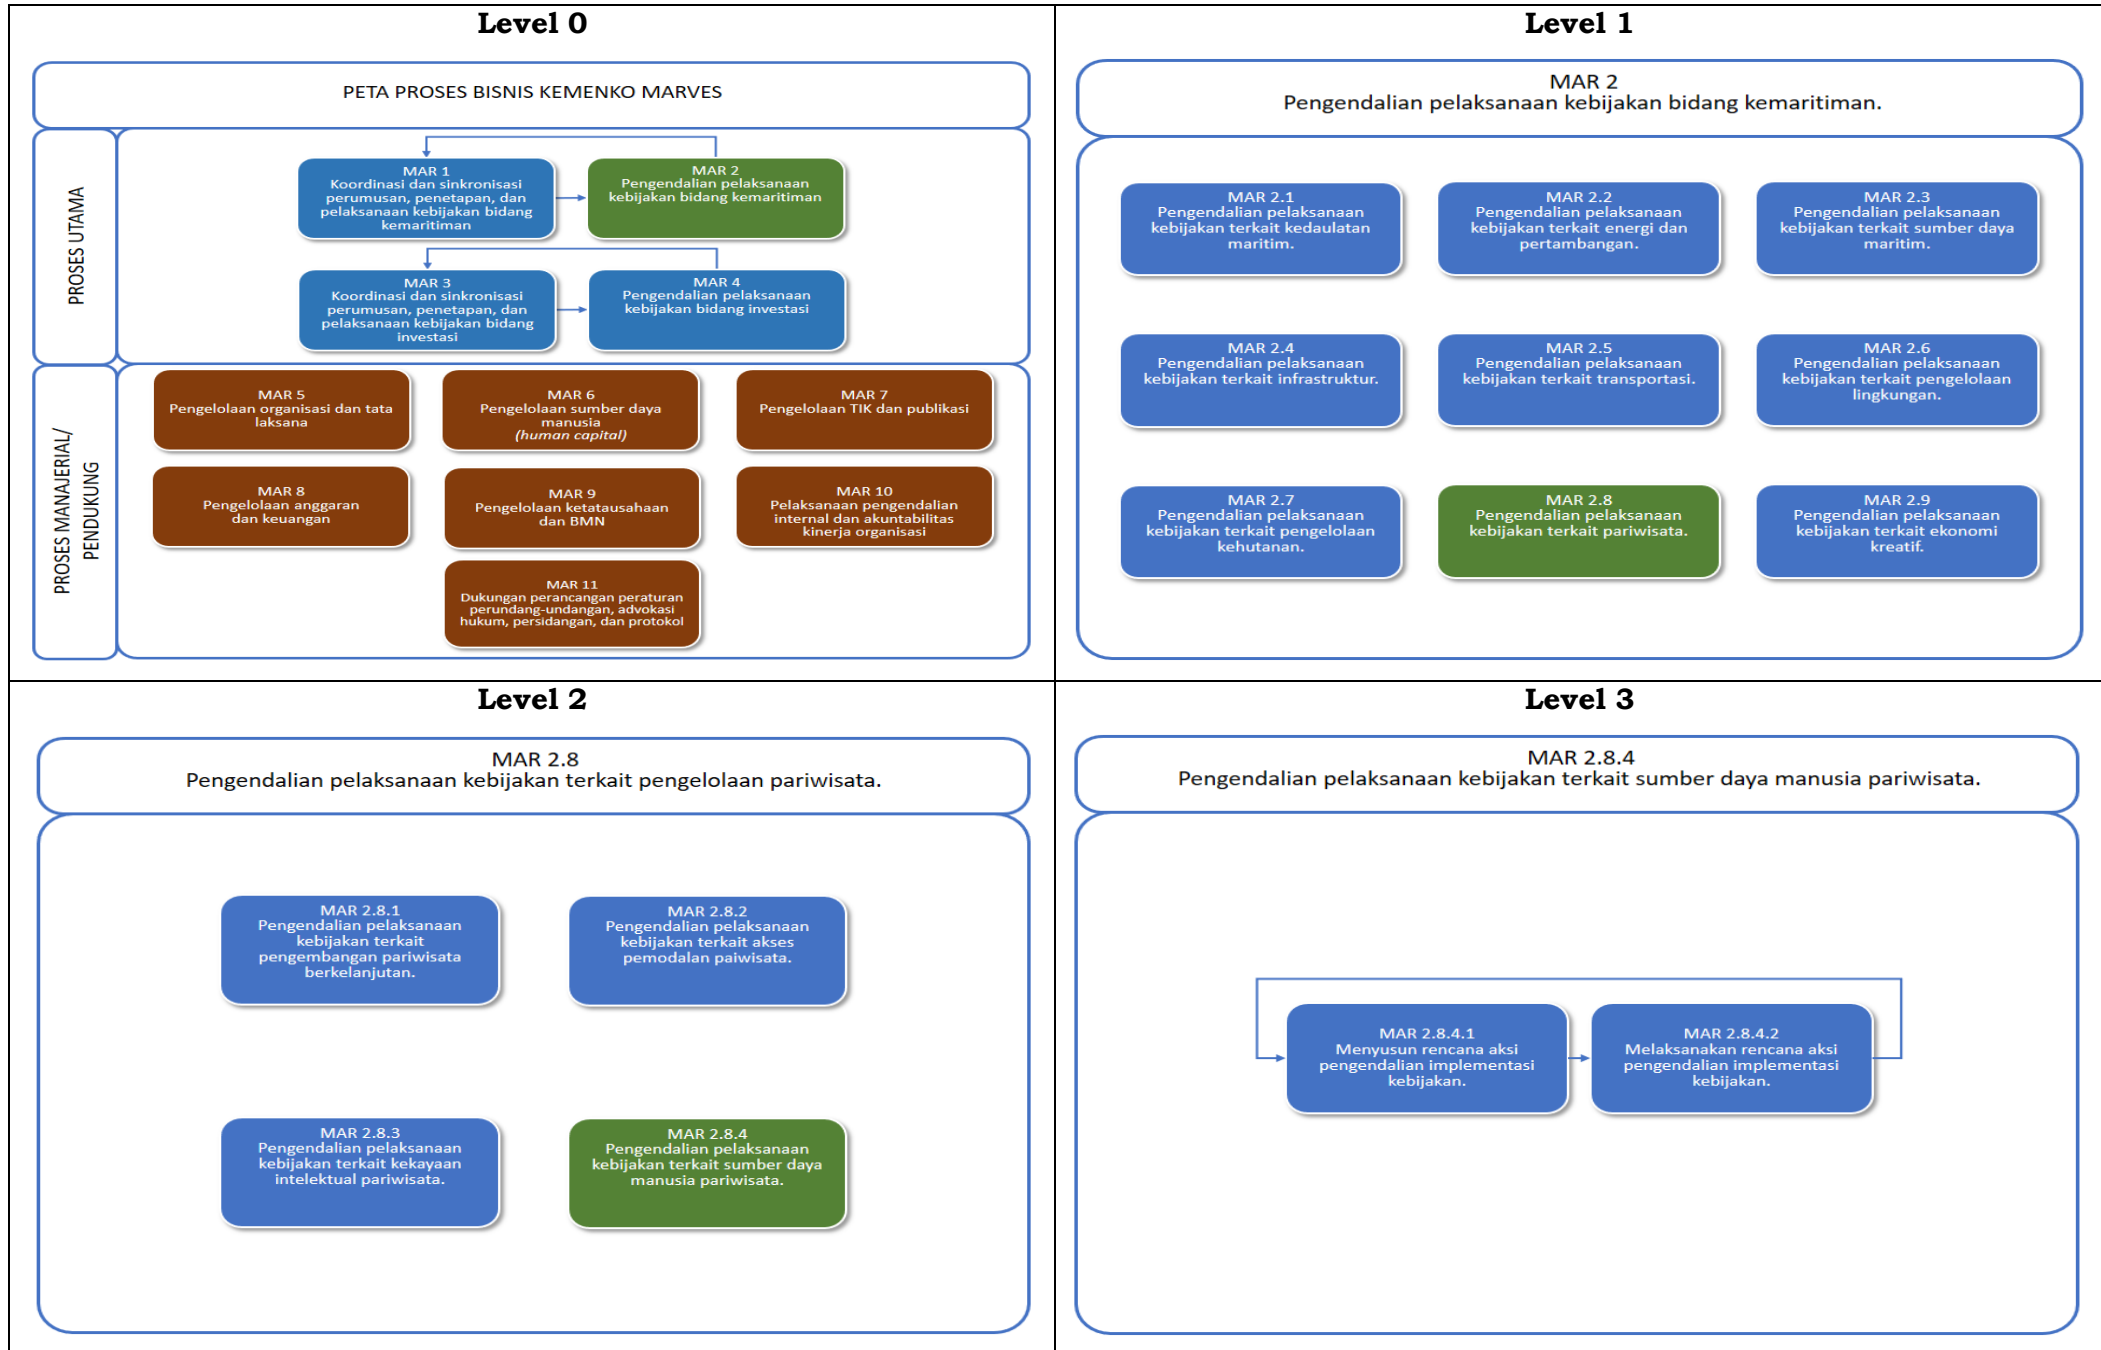 Level 0
PETA PROSES BISNIS KEMENKO MARVES
PROSES UTAMA
MAR 1
Koordinasi dan sinkronisasi
perumusan, penetapan, dan
pelaksanaan kebijakan bidang
kemaritiman
MAR 2
Pengendalian pelaksanaan
kebijakan bidang kemaritiman
MAR 3
Koordinasi dan sinkronisasi
perumusan, penetapan, dan
pelaksanaan kebijakan bidang
investasi
MAR 4
Pengendalian pelaksanaan
kebijakan bidang investasi
PROSES MANAJERIAL/
PENDUKUNG
MAR 5
Pengelolaan organisasi dan tata
laksana
MAR 6
Pengelolaan sumber daya
manusia
(human capital)
MAR 7
Pengelolaan TIK dan publikasi
MAR 8
Pengelolaan anggaran
dan keuangan
MAR 9
Pengelolaan ketatausahaan
dan BMN
MAR 10
Pelaksanaan pengendalian
internal dan akuntabilitas
kinerja organisasi
MAR 11
Dukungan perancangan peraturan
perundang-undangan, advokasi
hukum, persidangan, dan protokol
Level 1
MAR 2
Pengendalian pelaksanaan kebijakan bidang kemaritiman.
MAR 2.1
Pengendalian pelaksanaan
kebijakan terkait kedaulatan
maritim.
MAR 2.2
Pengendalian pelaksanaan
kebijakan terkait energi dan
pertambangan.
MAR 2.3
Pengendalian pelaksanaan
kebijakan terkait sumber daya
maritim.
MAR 2.4
Pengendalian pelaksanaan
kebijakan terkait infrastruktur.
MAR 2.5
Pengendalian pelaksanaan
kebijakan terkait transportasi.
MAR 2.6
Pengendalian pelaksanaan
kebijakan terkait pengelolaan
lingkungan.
MAR 2.7
Pengendalian pelaksanaan
kebijakan terkait pengelolaan
kehutanan.
MAR 2.8
Pengendalian pelaksanaan
kebijakan terkait pariwisata.
MAR 2.9
Pengendalian pelaksanaan
kebijakan terkait ekonomi
kreatif.
Level 2
MAR 2.8
Pengendalian pelaksanaan kebijakan terkait pengelolaan pariwisata.
MAR 2.8.1
Pengendalian pelaksanaan
kebijakan terkait
pengembangan pariwisata
berkelanjutan.
MAR 2.8.2
Pengendalian pelaksanaan
kebijakan terkait akses
pemodalan paiwisata.
MAR 2.8.3
Pengendalian pelaksanaan
kebijakan terkait kekayaan
intelektual pariwisata.
MAR 2.8.4
Pengendalian pelaksanaan
kebijakan terkait sumber daya
manusia pariwisata.
Level 3
MAR 2.8.4
Pengendalian pelaksanaan kebijakan terkait sumber daya manusia pariwisata.
MAR 2.8.4.1
Menyusun rencana aksi
pengendalian implementasi
kebijakan.
MAR 2.8.4.2
Melaksanakan rencana aksi
pengendalian implementasi
kebijakan.